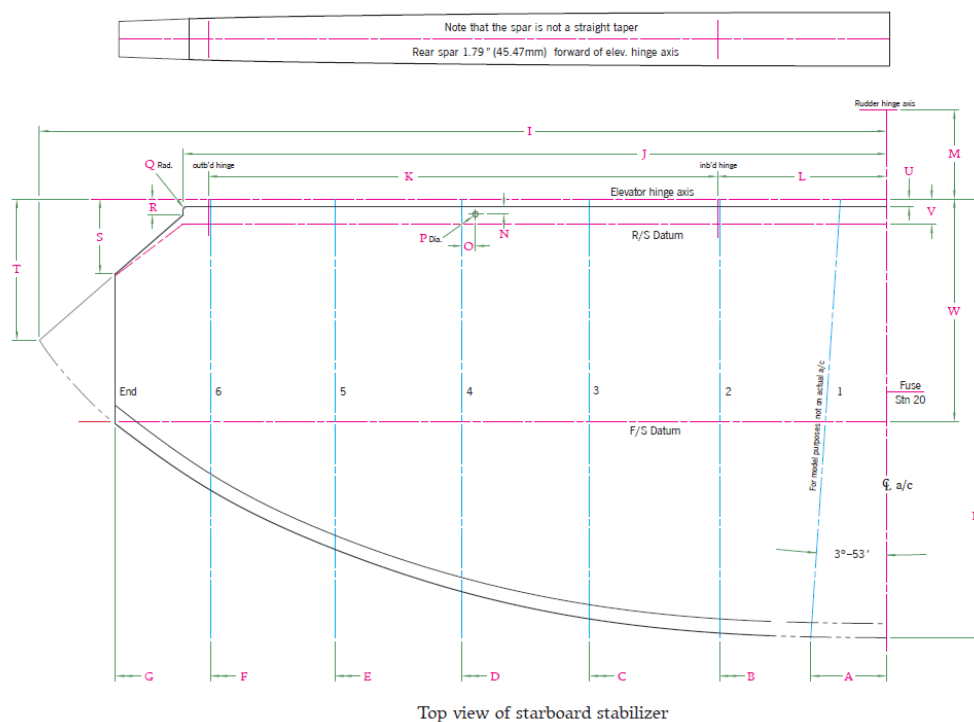 Note that the spar is not a straight taper
Rear spar 1.79" (45.47mm) forward of elev. hinge axis
Rudder hinge axis
I
M
J
Q Rad.
outb'd hinge
inb'd hinge
K
L
U
Elevator hinge axis
R
V
S
P Dia.
O
N
R/S Datum
T
W
End
6
5
4
3
2
1
Fuse
Stn 20
F/S Datum
For model purposes not on actual a/c
℄ a/c
3°-53'
G
F
E
D
C
B
A
Top view of starboard stabilizer